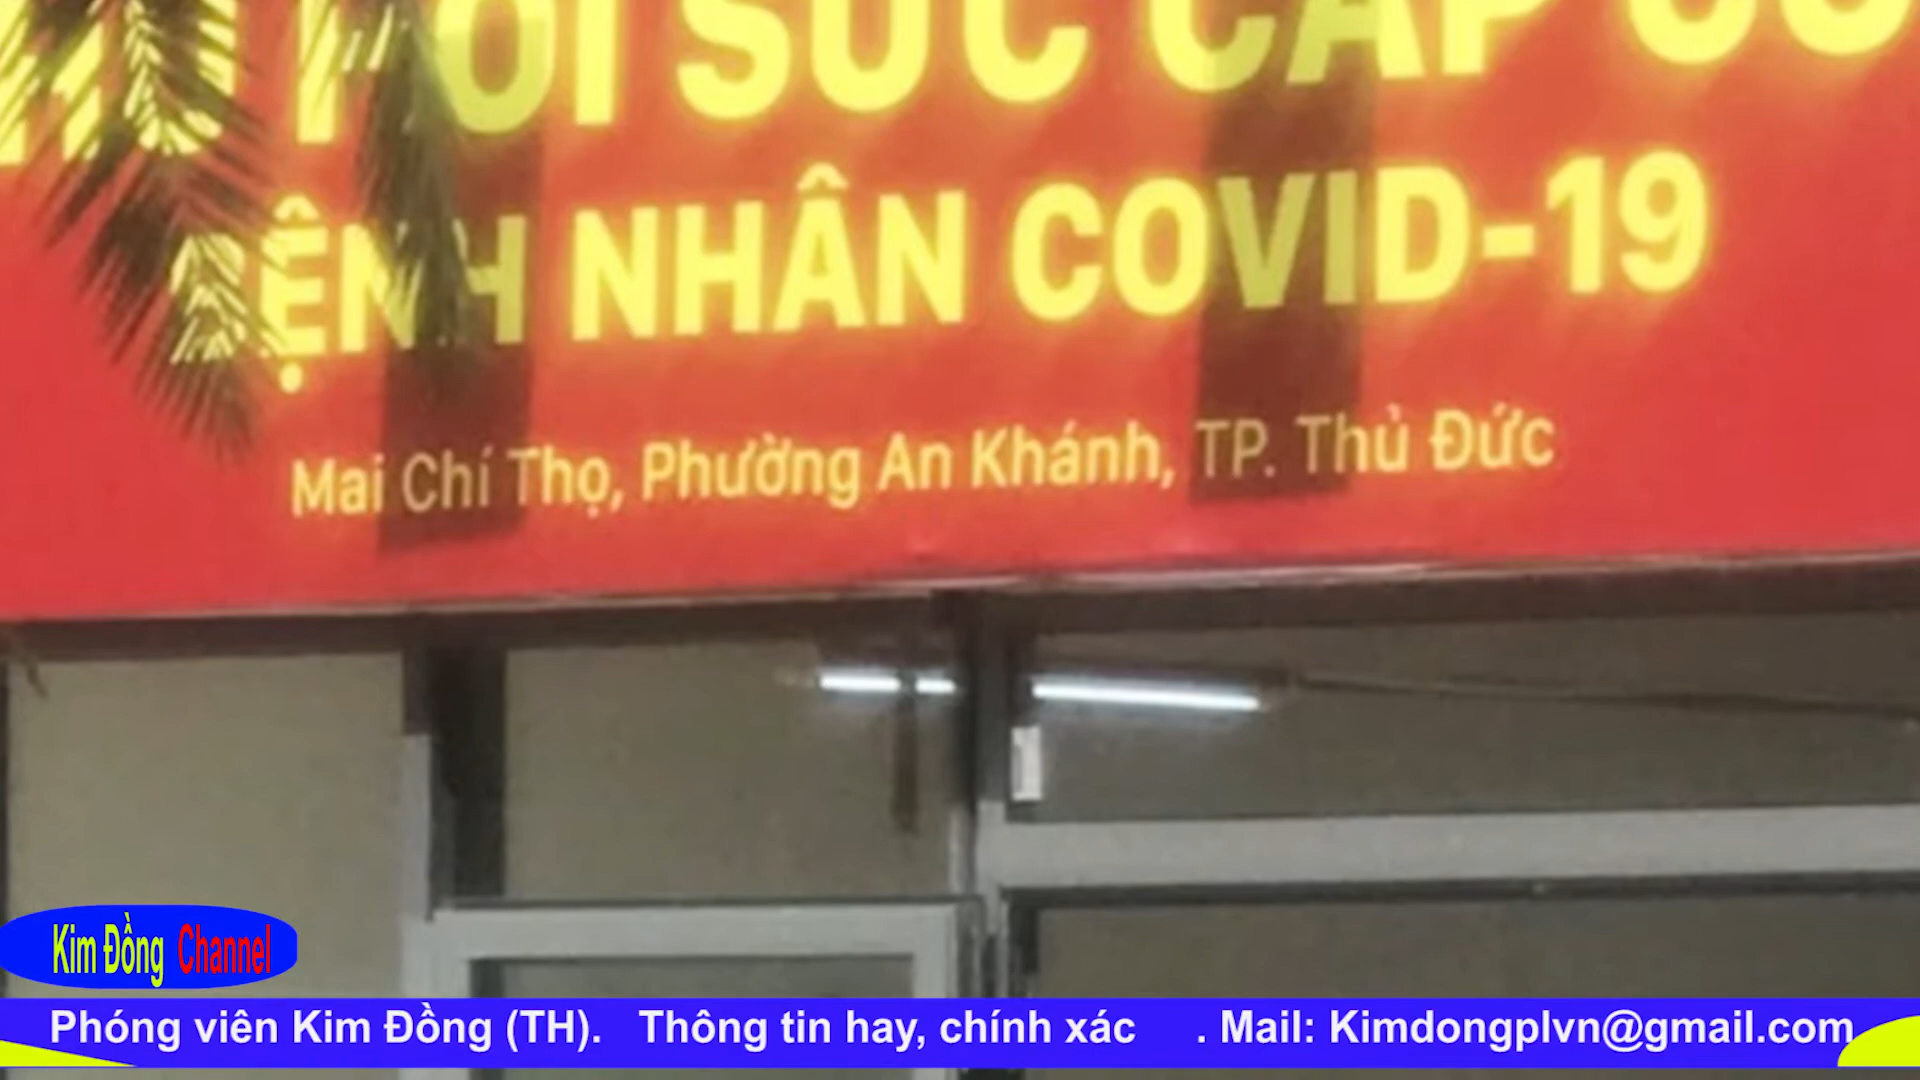 SỨC CẤP
BỆNH NHÂN COVID-19
Mai Chí Thọ, Phường An Khánh, TP. Thủ Đức
Kim Đồng Channel
Phóng viên Kim Đồng (TH). Thông tin hay, chính xác . Mail: Kimdongplvn@gmail.com